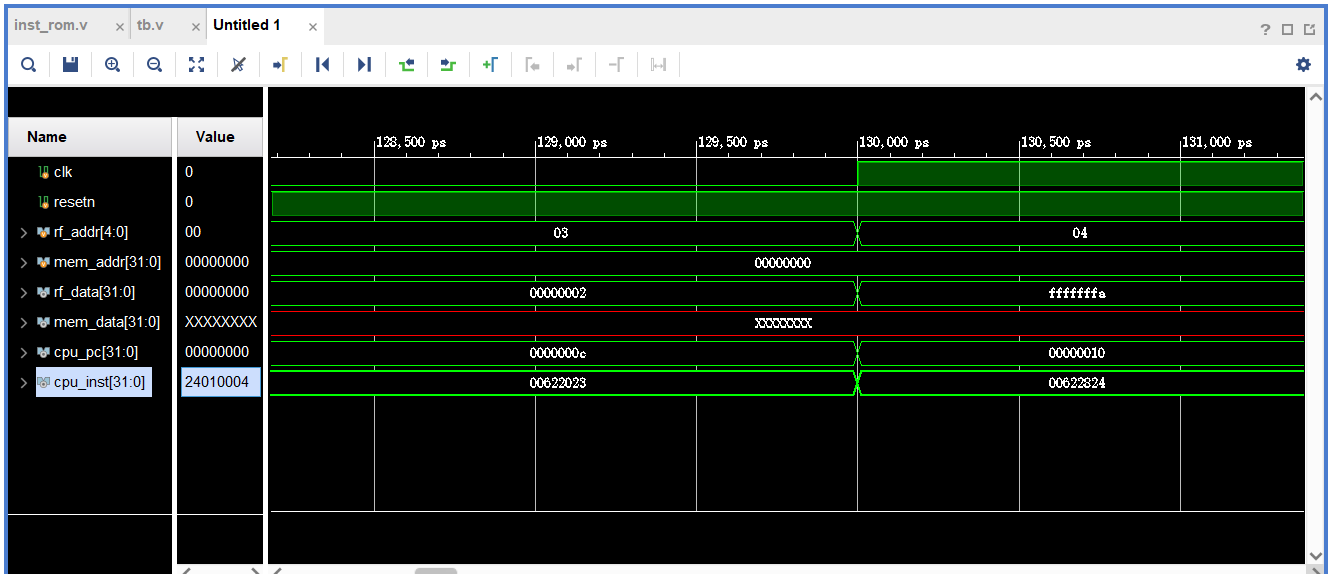 inst_rom.v × tb.v × Untitled 1 × ?
Name Value
128,500 ps 129,000 ps 129,500 ps 130,000 ps 130,500 ps 131,000 ps
clk 0
resetn 0
rf_addr[4:0] 00 03 04
mem_addr[31:0] 00000000 00000000
rf_data[31:0] 00000000 00000002 fffffffa
mem_data[31:0] XXXXXXXX XXXXXXXX
cpu_pc[31:0] 00000000 0000000c 00000010
cpu_inst[31:0] 24010004 00622023 00622824